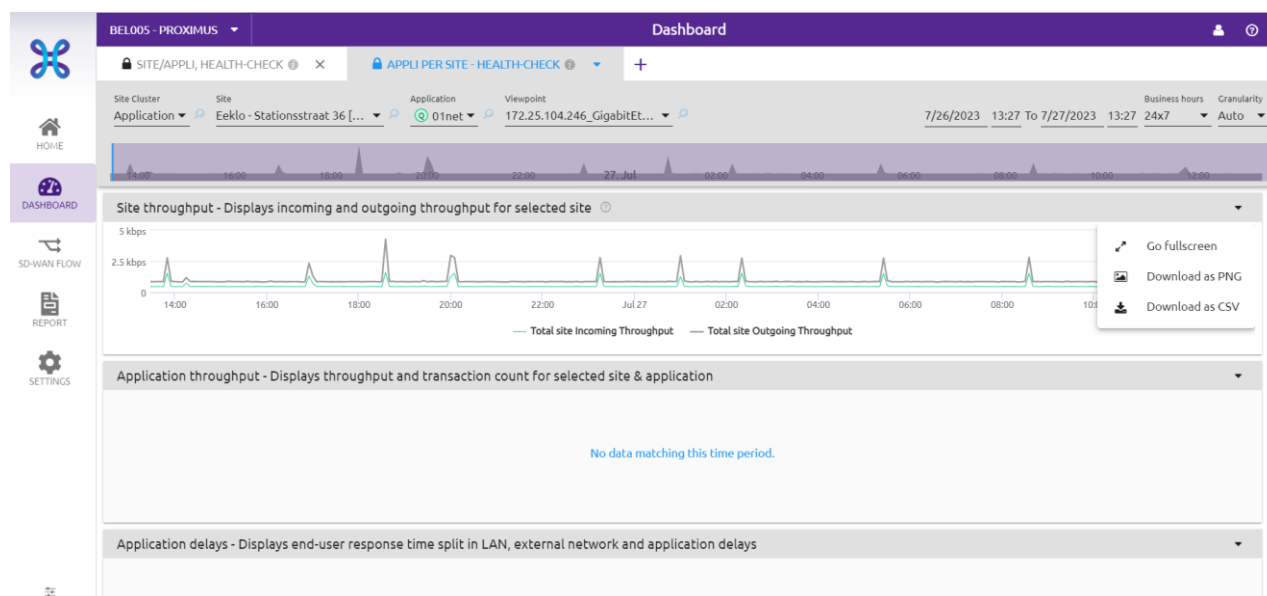 BEL005 - PROXIMUS
Dashboard
SITE/APPLI, HEALTH-CHECK
APPLI PER SITE - HEALTH-CHECK
Site Cluster
Site
Application
Viewpoint
Business hours
Granularity
Application
Eeklo - Stationsstraat 36 [...
01net
172.25.104.246_GigabitEt...
7/26/2023 13:27 To 7/27/2023 13:27
24x7
Auto
HOME
DASHBOARD
SD-WAN FLOW
REPORT
SETTINGS
14:00 16:00 18:00 20:00 22:00 27. Jul 02:00 04:00 06:00 08:00 10:00 12:00
Site throughput - Displays incoming and outgoing throughput for selected site
5 kbps
2.5 kbps
0
14:00 16:00 18:00 20:00 22:00 Jul 27 02:00 04:00 06:00 08:00
Total site Incoming Throughput
Total site Outgoing Throughput
Go fullscreen
Download as PNG
Download as CSV
Application throughput - Displays throughput and transaction count for selected site & application
No data matching this time period.
Application delays - Displays end-user response time split in LAN, external network and application delays